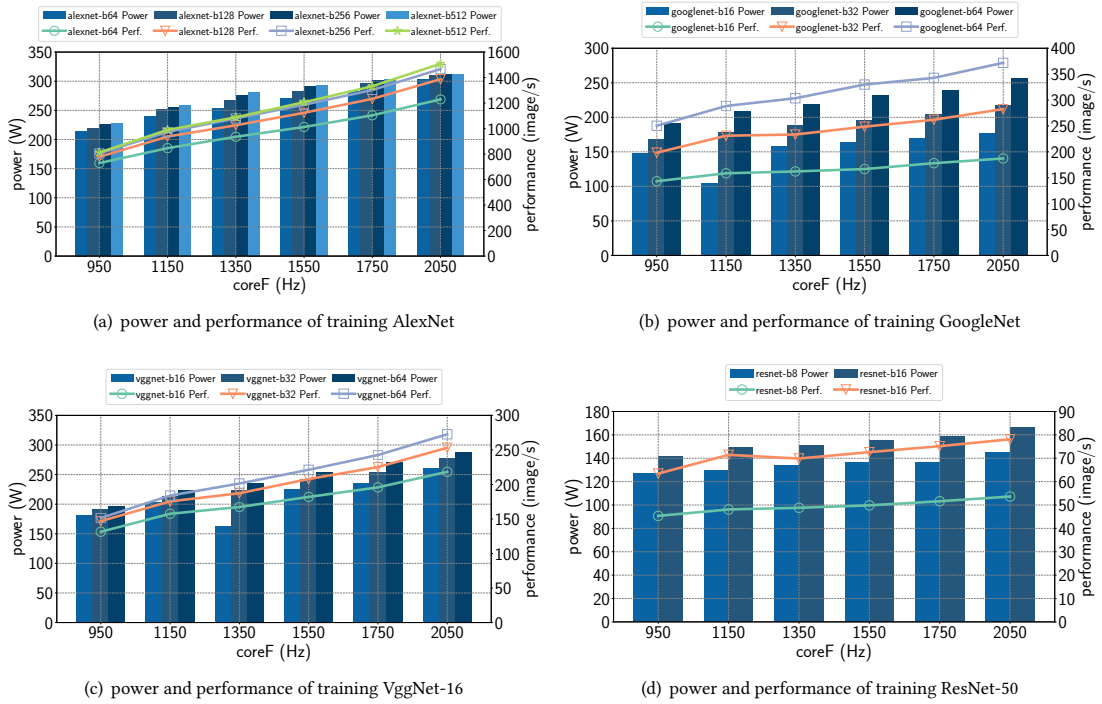 alexnet-b64 Power alexnet-b128 Power alexnet-b256 Power alexnet-b512 Power
alexnet-b64 Perf. alexnet-b128 Perf. alexnet-b256 Perf. alexnet-b512 Perf.
350 1600
300 1400
250 1200
200 1000
150 800
100 600
50 400
0 200
0
power (W)
performance (image/s)
950 1150 1350 1550 1750 2050
coreF (Hz)
(a) power and performance of training AlexNet
googlenet-b16 Power googlenet-b32 Power googlenet-b64 Power
googlenet-b16 Perf. googlenet-b32 Perf. googlenet-b64 Perf.
300 400
250 350
200 300
150 250
100 200
50 150
0 100
50
0
power (W)
performance (image/s)
950 1150 1350 1550 1750 2050
coreF (Hz)
(b) power and performance of training GoogleNet
vggnet-b16 Power vggnet-b32 Power vggnet-b64 Power
vggnet-b16 Perf. vggnet-b32 Perf. vggnet-b64 Perf.
350 300
300 250
250 200
200 150
150 100
100 50
50 0
0
power (W)
performance (image/s)
950 1150 1350 1550 1750 2050
coreF (Hz)
(c) power and performance of training VggNet-16
resnet-b8 Power resnet-b16 Power
resnet-b8 Perf. resnet-b16 Perf.
180 90
160 80
140 70
120 60
100 50
80 40
60 30
40 20
20 10
0 0
power (W)
performance (image/s)
950 1150 1350 1550 1750 2050
coreF (Hz)
(d) power and performance of training ResNet-50